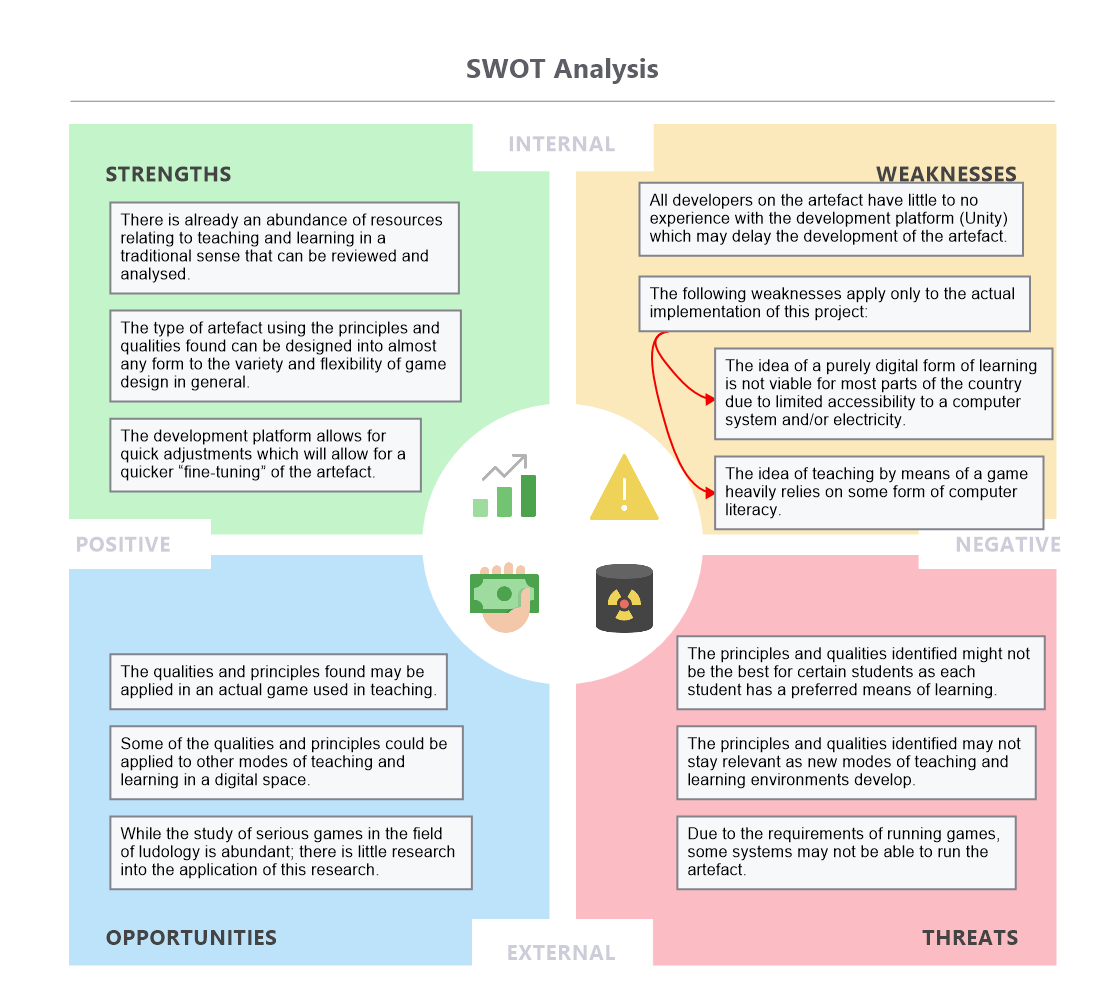 SWOT Analysis
INTERNAL
STRENGTHS
There is already an abundance of resources
relating to teaching and learning in a
traditional sense that can be reviewed and
analysed.
The type of artefact using the principles and
qualities found can be designed into almost
any form to the variety and flexibility of game
design in general.
The development platform allows for
quick adjustments which will allow for a
quicker “fine-tuning” of the artefact.
WEAKNESSES
All developers on the artefact have little to no
experience with the development platform (Unity)
which may delay the development of the artefact.
The following weaknesses apply only to the actual
implementation of this project:
The idea of a purely digital form of learning
is not viable for most parts of the country
due to limited accessibility to a computer
system and/or electricity.
The idea of teaching by means of a game
heavily relies on some form of computer
literacy.
POSITIVE
NEGATIVE
The qualities and principles found may be
applied in an actual game used in teaching.
Some of the qualities and principles could be
applied to other modes of teaching and
learning in a digital space.
While the study of serious games in the field
of ludology is abundant; there is little research
into the application of this research.
OPPORTUNITIES
The principles and qualities identified might not
be the best for certain students as each
student has a preferred means of learning.
The principles and qualities identified may not
stay relevant as new modes of teaching and
learning environments develop.
Due to the requirements of running games,
some systems may not be able to run the
artefact.
THREATS
EXTERNAL